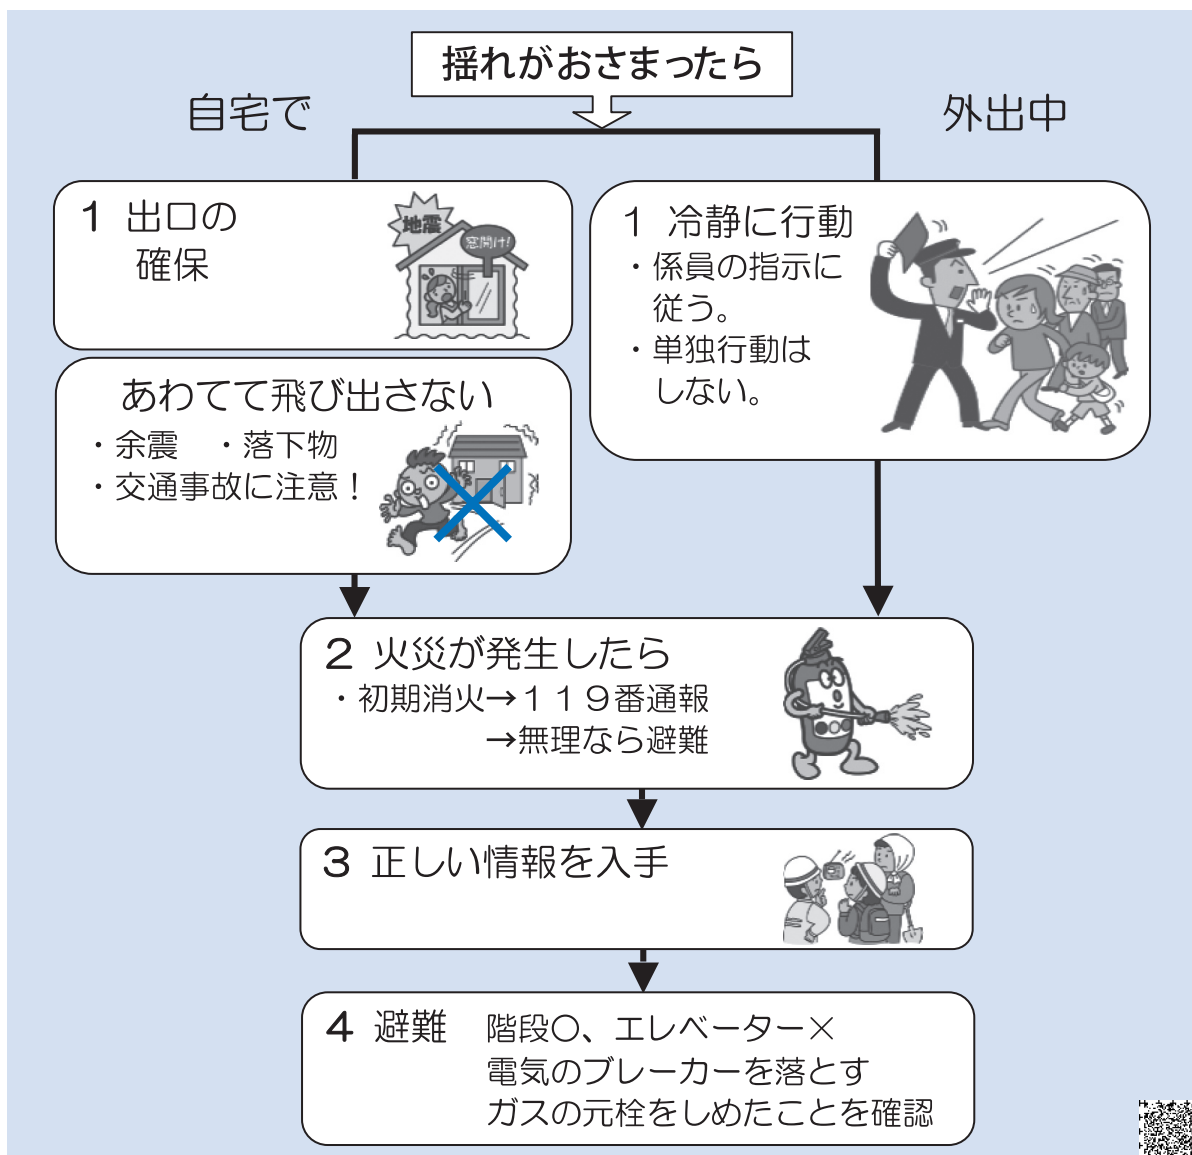 揺れがおさまったら
自宅で
外出中
1 出口の
確保
地震
窓開け!
あわてて飛び出さない
・余震 ・落下物
・交通事故に注意！
1 冷静に行動
・係員の指示に
従う。
・単独行動は
しない。
2 火災が発生したら
・初期消火→１１９番通報
→無理なら避難
3 正しい情報を入手
4 避難 階段〇、エレベーター×
電気のブレーカーを落とす
ガスの元栓をしめたことを確認